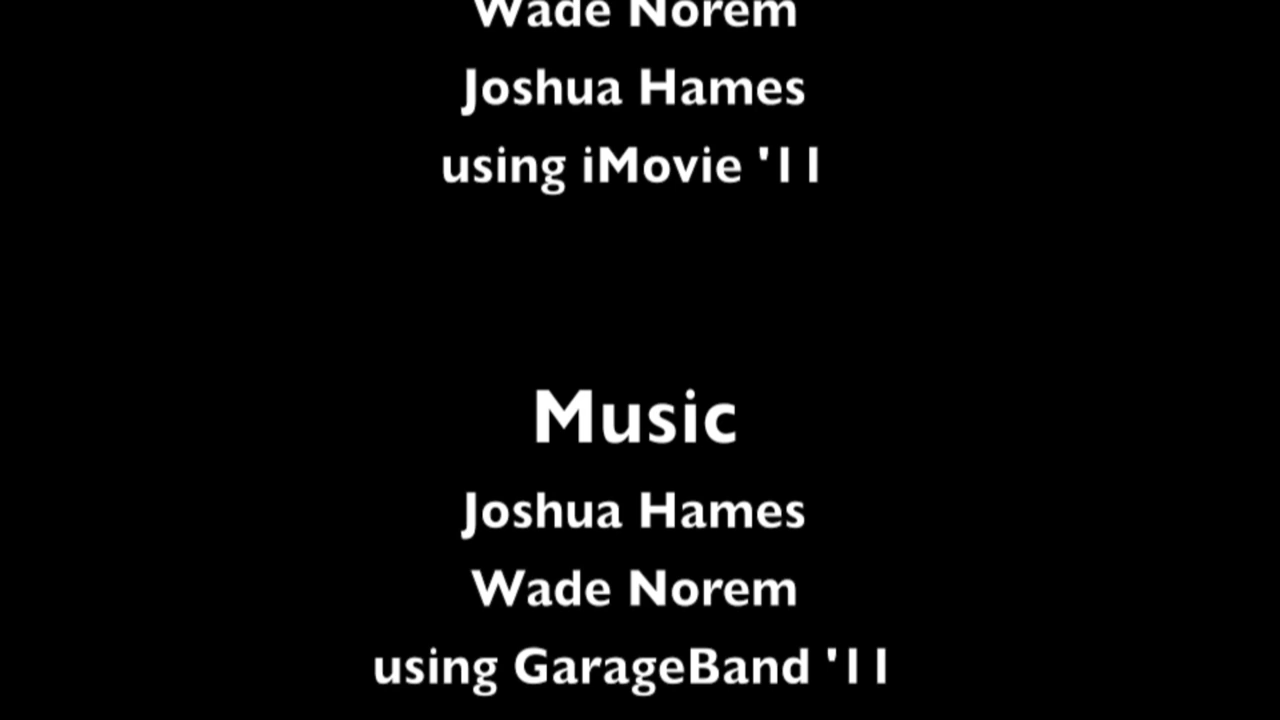 Wade Norem
Joshua Hames
using iMovie '11
Music
Joshua Hames
Wade Norem
using GarageBand '11